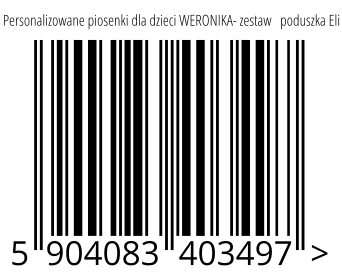 Personalizowane piosenki dla dzieci WERONIKA- zestaw poduszka Eli
5 904083 403497 >